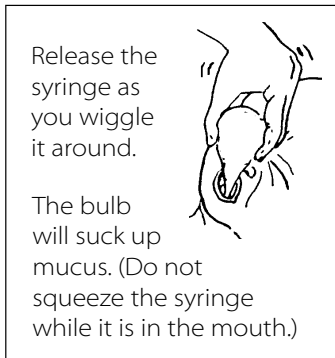 Release the
syringe as
you wiggle
it around.
The bulb
will suck up
mucus. (Do not
squeeze the syringe
while it is in the mouth.)